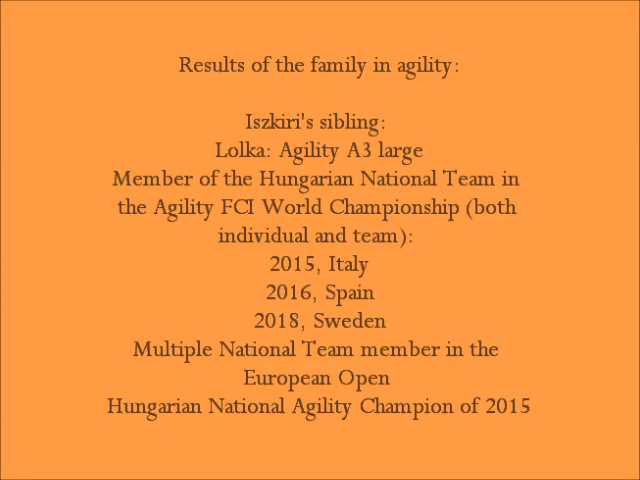 Results of the family in agility:
Iszkiri's sibling:
Lolka: Agility A3 large
Member of the Hungarian National Team in
the Agility FCI World Championship (both
individual and team):
2015, Italy
2016, Spain
2018, Sweden
Multiple National Team member in the
European Open
Hungarian National Agility Champion of 2015